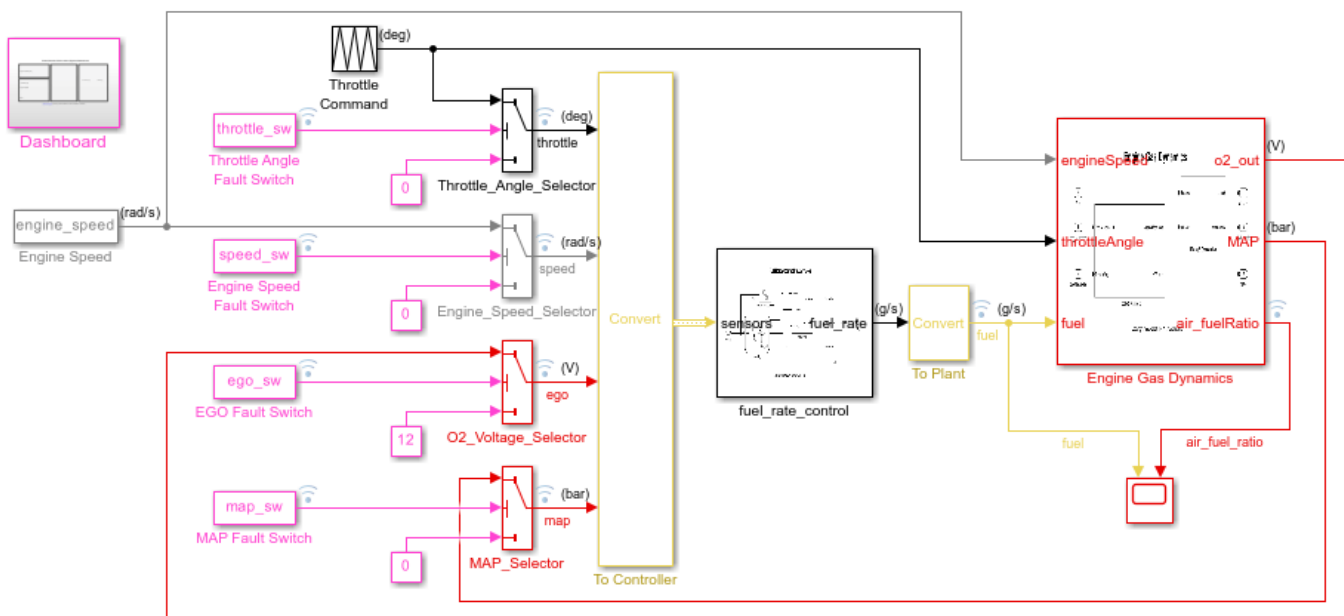 (deg)
Throttle
Command
Dashboard
throttle_sw
Throttle Angle
Fault Switch
0
(deg)
throttle
Throttle_Angle_Selector
engine_speed
(rad/s)
Engine Speed
speed_sw
Engine Speed
Fault Switch
0
(rad/s)
speed
Engine_Speed_Selector
ego_sw
EGO Fault Switch
12
(V)
ego
O2_Voltage_Selector
map_sw
MAP Fault Switch
0
(bar)
map
MAP_Selector
Convert
To Controller
sensors
fuel_rate
(g/s)
fuel_rate_control
Convert
To Plant
(g/s)
fuel
engineSpeed
throttleAngle
fuel
o2_out
(V)
MAP
(bar)
air_fuelRatio
Engine Gas Dynamics
fuel
air_fuel_ratio